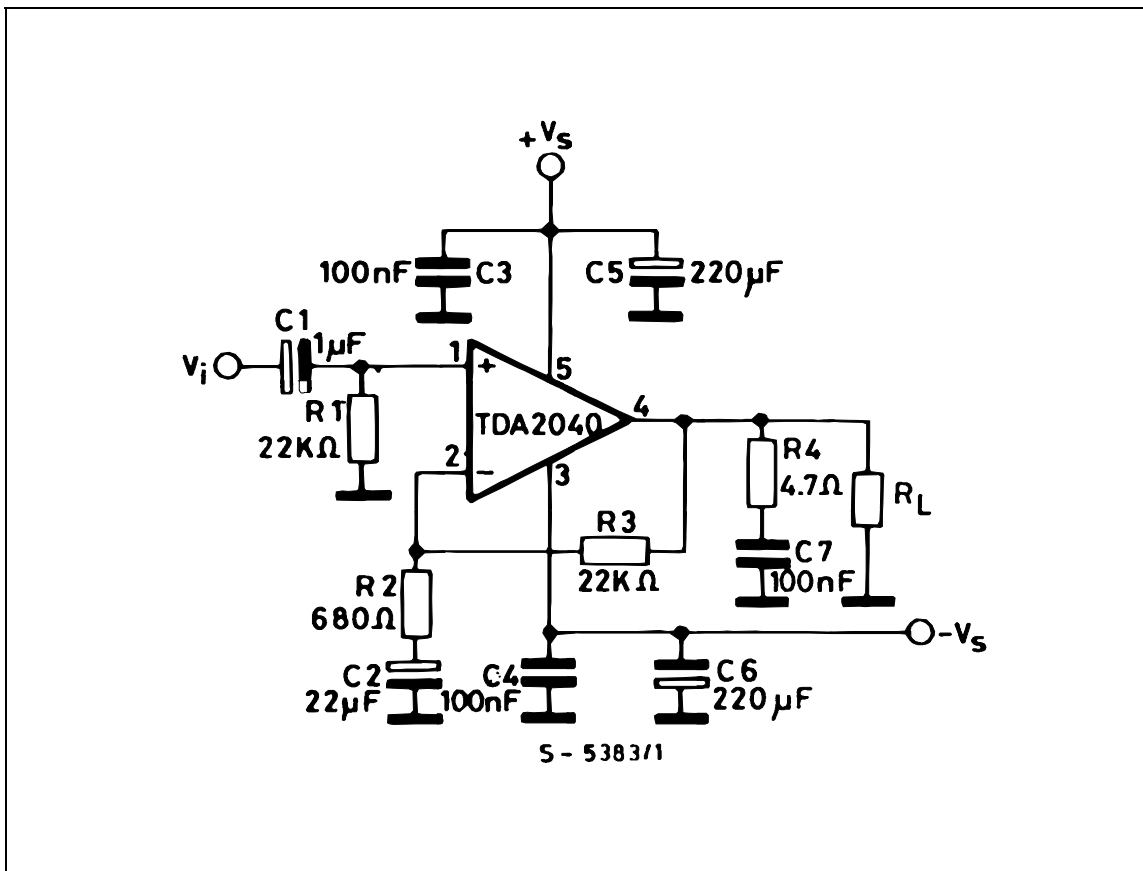 +Vs
100nF C3
C5 220µF
C1
1µF
Vi
1
+
5
R1
22KΩ
TDA2040
4
2
-
3
R4
4.7Ω
RL
R3
22KΩ
C7
100nF
R2
680Ω
-Vs
C2
22µF
C4
100nF
C6
220µF
S - 5383/1